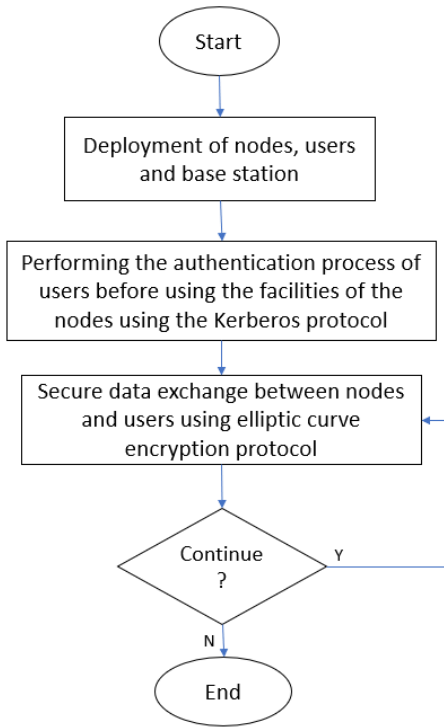 Start
Deployment of nodes, users
and base station
Performing the authentication process of
users before using the facilities of the
nodes using the Kerberos protocol
Secure data exchange between nodes
and users using elliptic curve
encryption protocol
Continue
?
Y
N
End